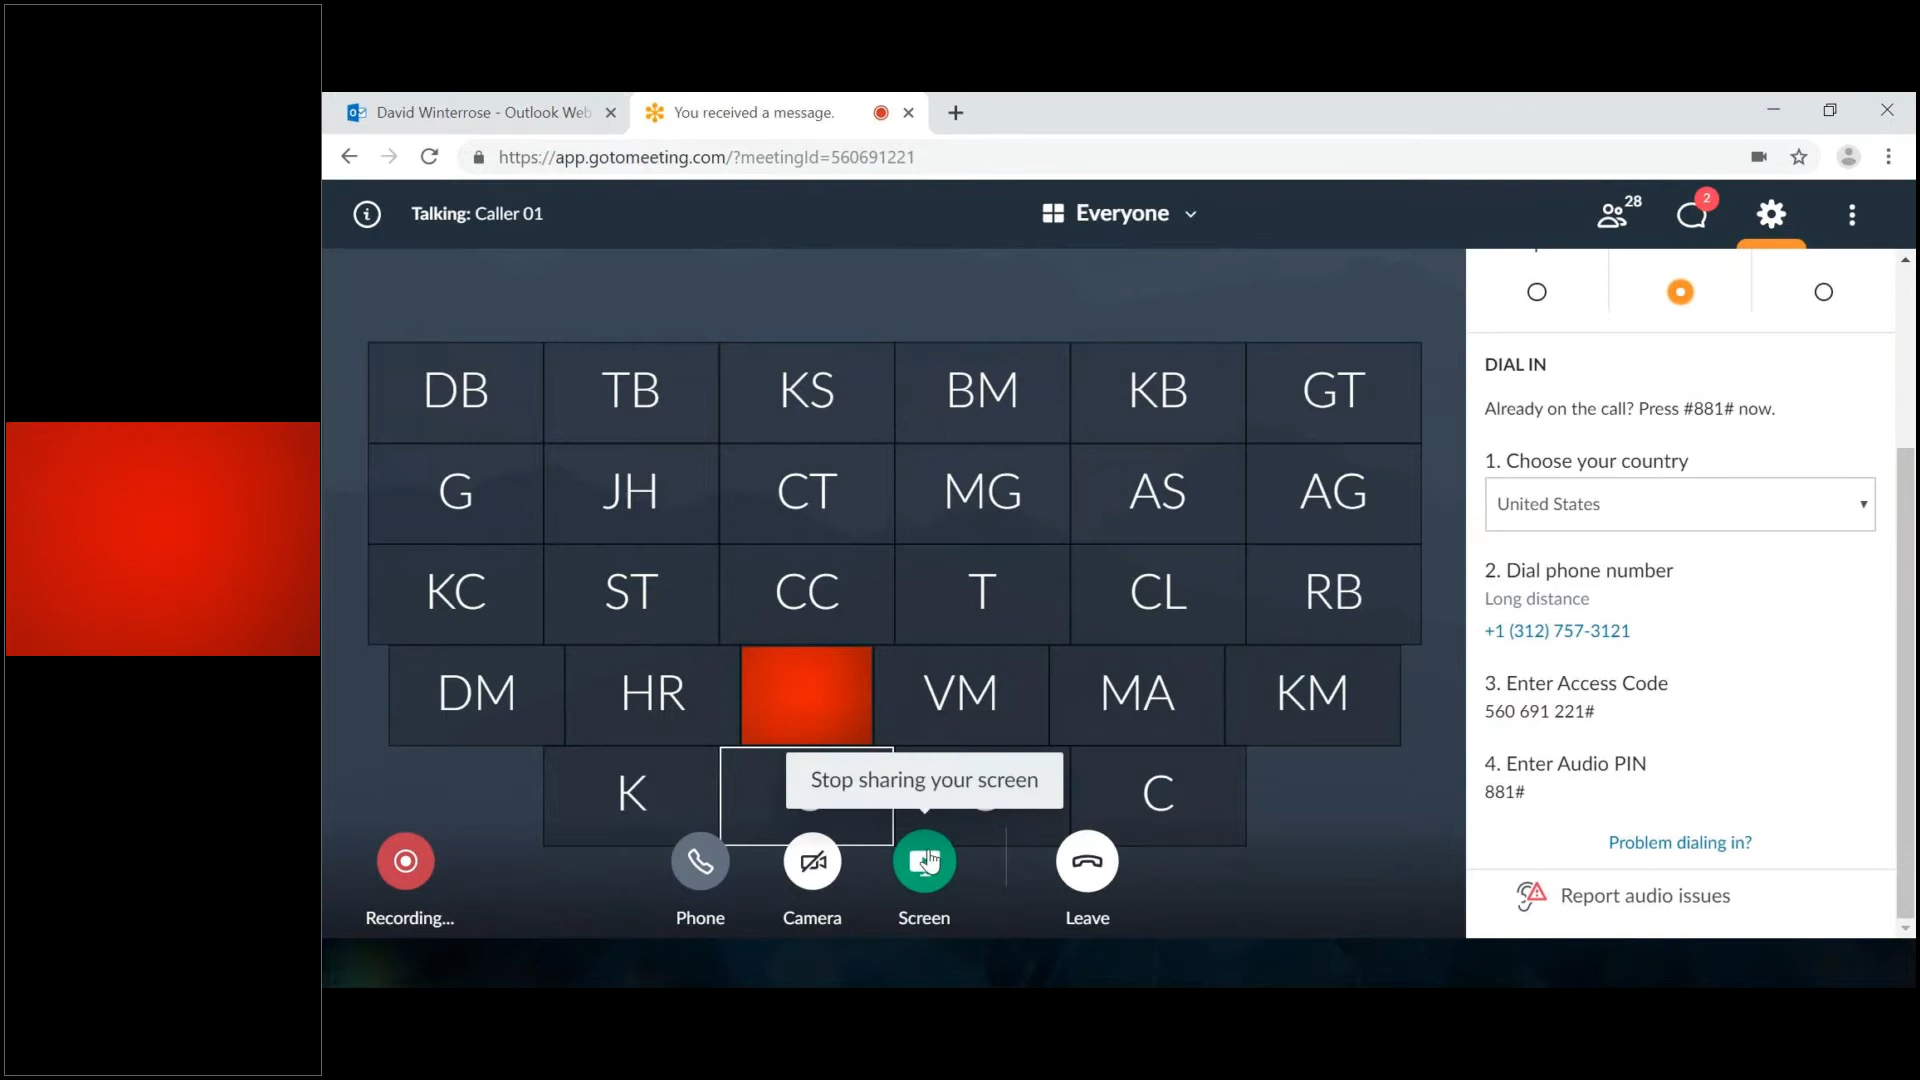 David Winterrose - Outlook Web
You received a message.
https://app.gotomeeting.com/?meetingId=560691221
Talking: Caller 01
Everyone
28
2
DB TB KS BM KB GT
G JH CT MG AS AG
KC ST CC T CL RB
DM HR VM MA KM
K C
Stop sharing your screen
Recording...
Phone
Camera
Screen
Leave
DIAL IN
Already on the call? Press #881# now.
1. Choose your country
United States
2. Dial phone number
Long distance
+1 (312) 757-3121
3. Enter Access Code
560 691 221#
4. Enter Audio PIN
881#
Problem dialing in?
Report audio issues